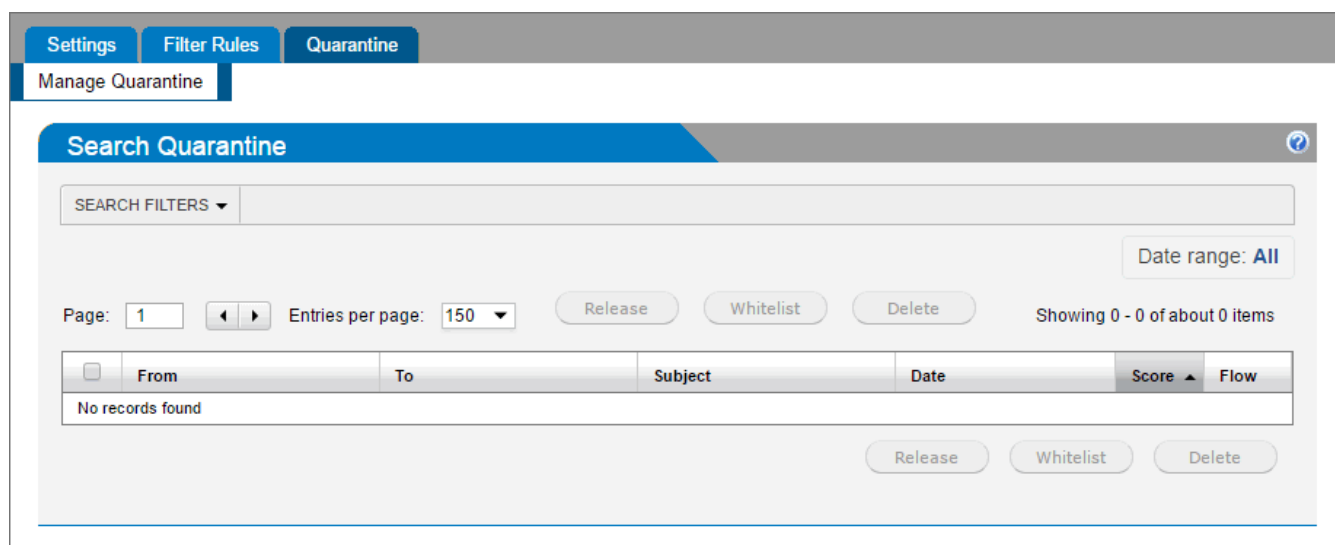 Settings Filter Rules Quarantine
Manage Quarantine
Search Quarantine ?
SEARCH FILTERS
Date range: All
Page: 1 Entries per page: 150 Release Whitelist Delete Showing 0 - 0 of about 0 items
From To Subject Date Score Flow
No records found
Release Whitelist Delete